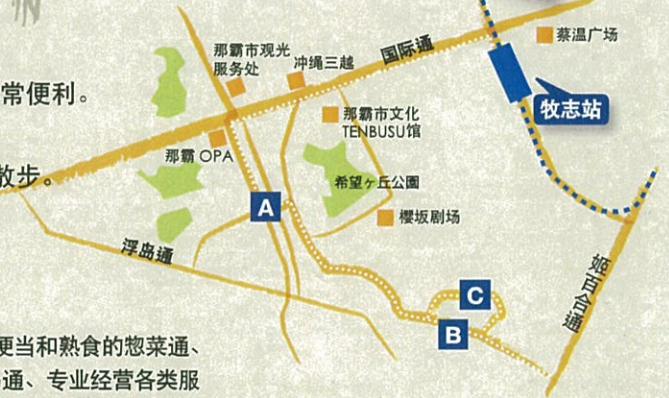 常便利。
散步。
便当和熟食的惣菜通、
通、专业经营各类服
那霸市观光
服务处
冲绳三越
国际通
蔡温广场
牧志站
那霸市文化
TENBUSU馆
那霸 OPA
希望ヶ丘公園
樱坂剧场
A
浮岛通
C
B
姬百合通